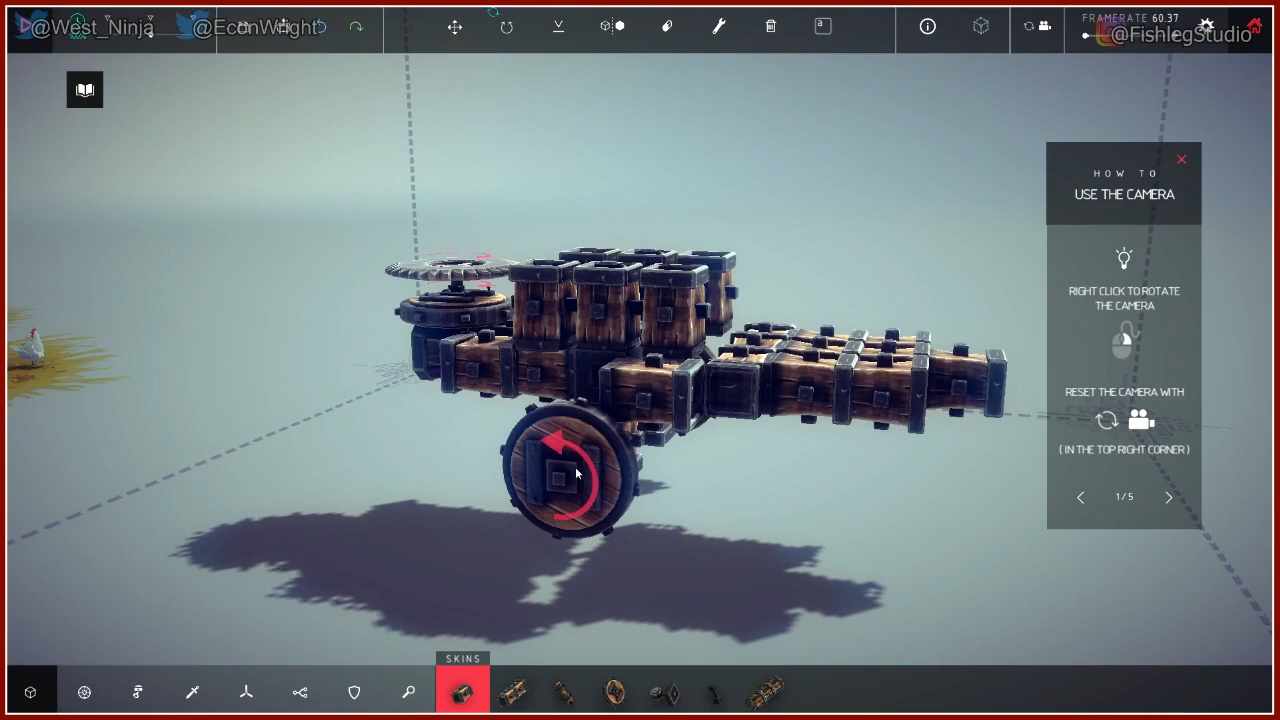 @West_Ninja
@EconWright
FRAMERATE 60.37
@FishlegStudio
HOW TO
USE THE CAMERA
RIGHT CLICK TO ROTATE
THE CAMERA
RESET THE CAMERA WITH
( IN THE TOP RIGHT CORNER )
1/5
SKINS